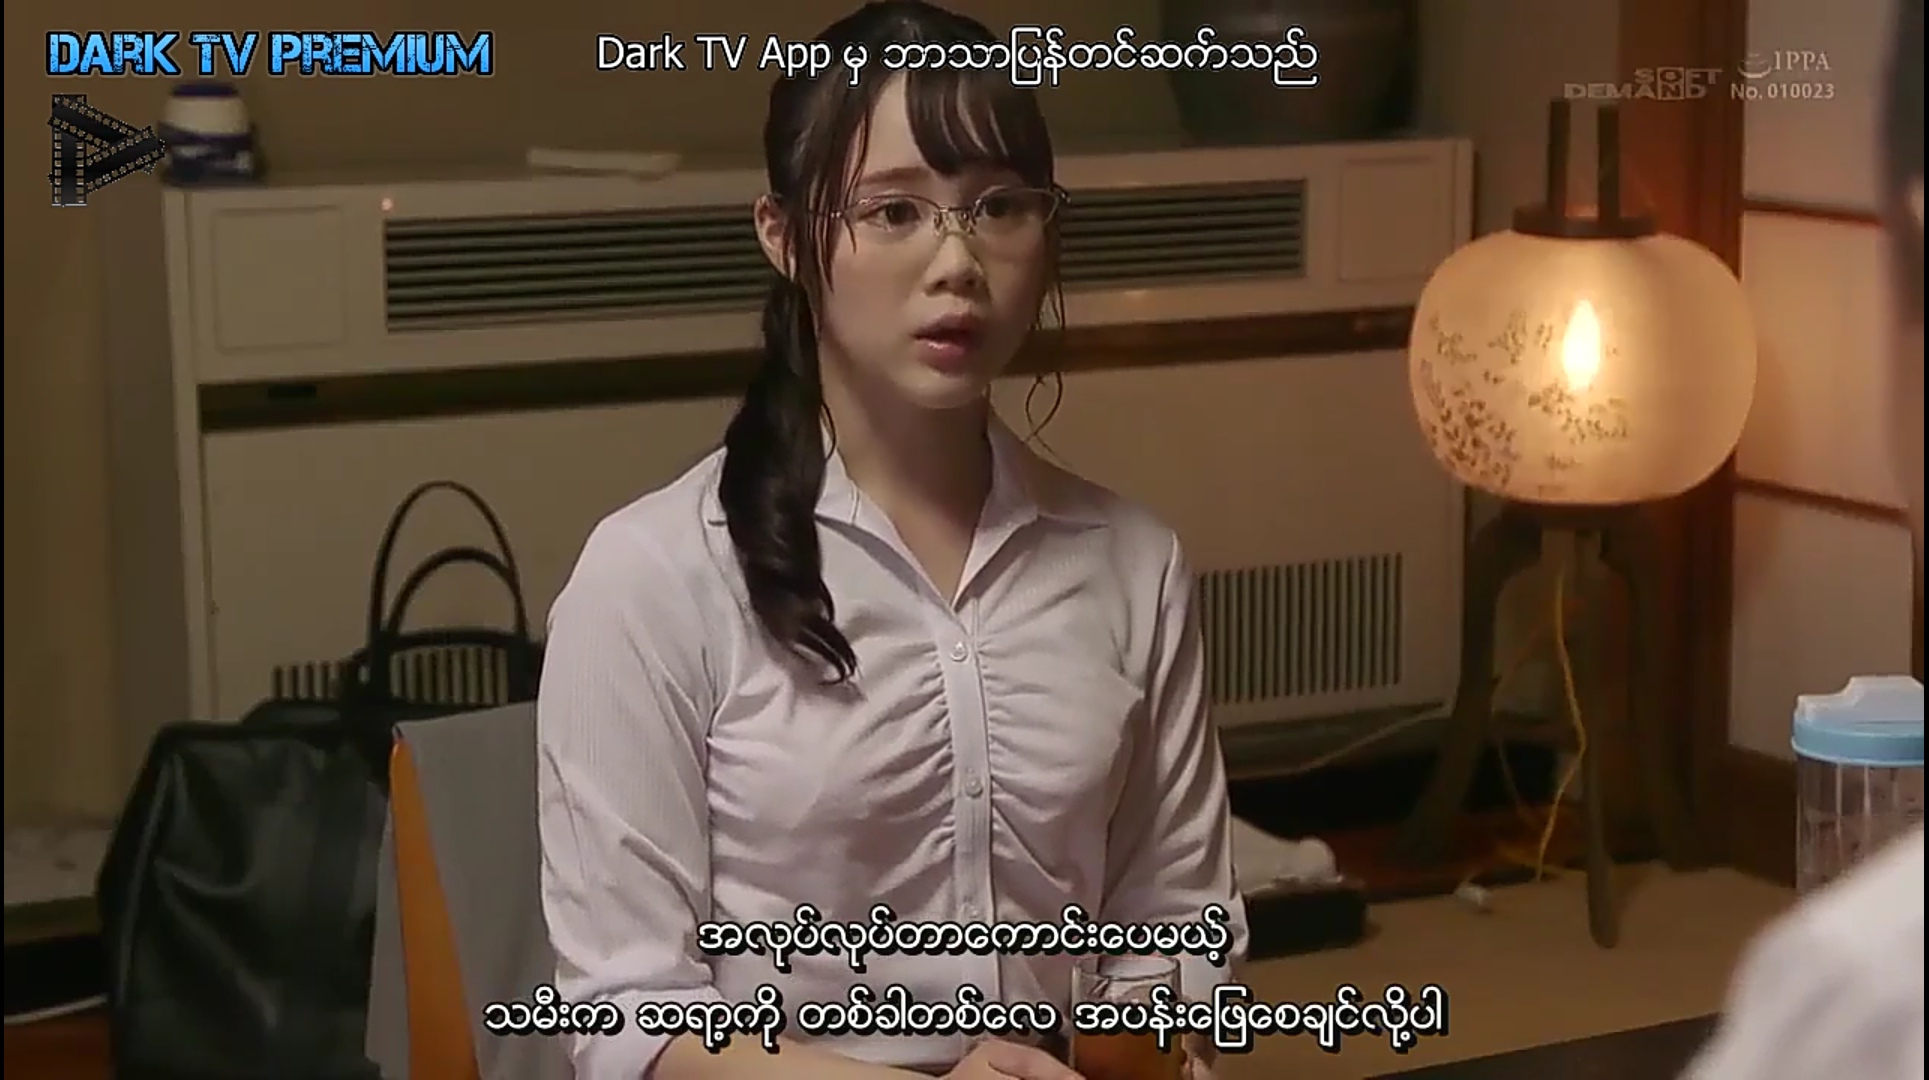 DARK TV PREMIUM
Dark TV App မှ ဘာသာပြန်တင်ဆက်သည်
IPPA
SOFT
DEMAND
No. 010023
အလုပ်လုပ်တာကောင်းပေမယ့်
သမီးက ဆရာ့ကို တစ်ခါတစ်လေ အပန်းဖြေစေချင်လို့ပါ